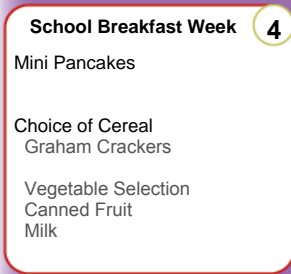 School Breakfast Week 4
Mini Pancakes
Choice of Cereal
Graham Crackers
Vegetable Selection
Canned Fruit
Milk